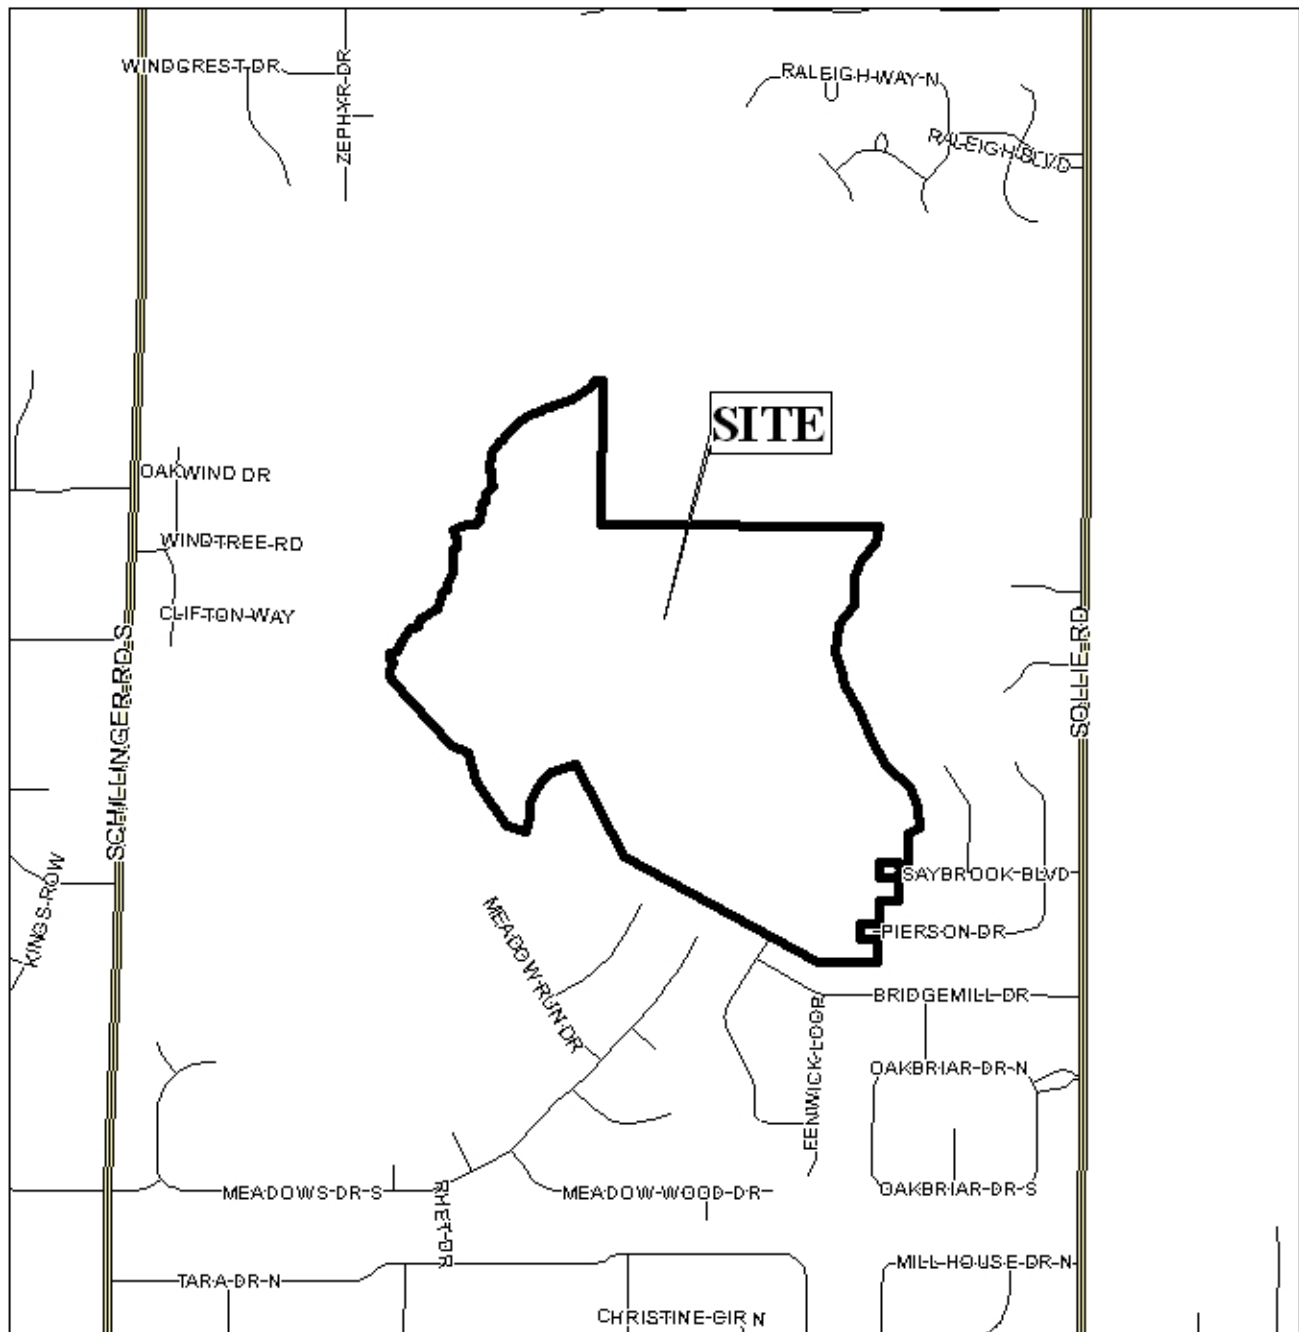 WINDCREST DR
ZEPHYR DR
RALEIGH WAY N
RALEIGH BLVD
SITE
OAKWIND DR
WINDTREE RD
CLIFTON WAY
SCHILLINGER RD S
SOLLIE RD
KINGS ROW
SAYBROOK BLVD
PIERSON DR
MEADOW RUN DR
BRIDGEMILL DR
FENWICK LOOP
OAKBRIAR DR N
MEADOWS DR S
RHET DR
MEADOW WOOD DR
OAKBRIAR DR S
TARA DR N
MILL HOUSE DR N
CHRISTINE CIR N